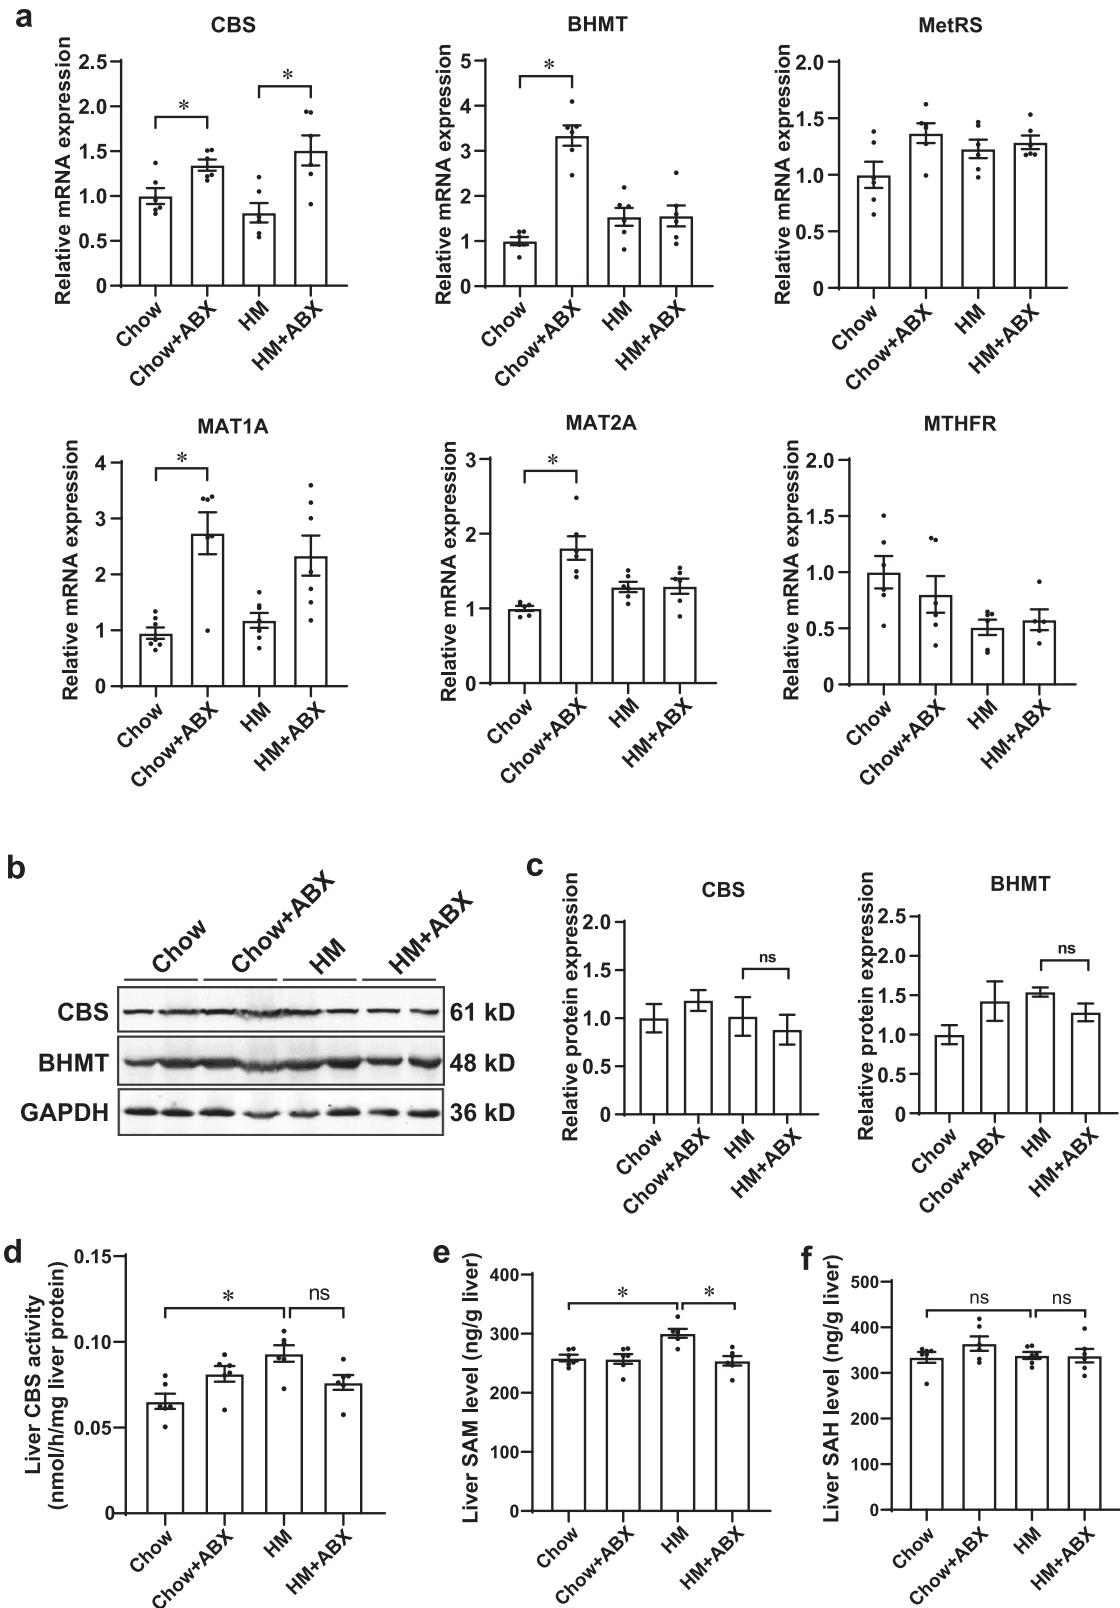 a
CBS
Relative mRNA expression
2.5
2.0
1.5
1.0
0.5
0
*
*
Chow
Chow+ABX
HM
HM+ABX
BHMT
Relative mRNA expression
5
4
3
2
1
0
*
Chow
Chow+ABX
HM
HM+ABX
MetRS
Relative mRNA expression
2.0
1.5
1.0
0.5
0
Chow
Chow+ABX
HM
HM+ABX
MAT1A
Relative mRNA expression
4
3
2
1
0
*
Chow
Chow+ABX
HM
HM+ABX
MAT2A
Relative mRNA expression
3
2
1
0
*
Chow
Chow+ABX
HM
HM+ABX
MTHFR
Relative mRNA expression
2.0
1.5
1.0
0.5
0
Chow
Chow+ABX
HM
HM+ABX
b
Chow
Chow+ABX
HM
HM+ABX
CBS 61 kD
BHMT 48 kD
GAPDH 36 kD
c
CBS
Relative protein expression
2.0
1.5
1.0
0.5
0
ns
Chow
Chow+ABX
HM
HM+ABX
BHMT
Relative protein expression
2.5
2.0
1.5
1.0
0.5
0
ns
Chow
Chow+ABX
HM
HM+ABX
d
Liver CBS activity
(nmol/h/mg liver protein)
0.15
0.10
0.05
0
*
ns
Chow
Chow+ABX
HM
HM+ABX
e
Liver SAM level (ng/g liver)
400
300
200
100
0
*
*
Chow
Chow+ABX
HM
HM+ABX
f
Liver SAH level (ng/g liver)
500
400
300
200
100
0
ns
ns
Chow
Chow+ABX
HM
HM+ABX